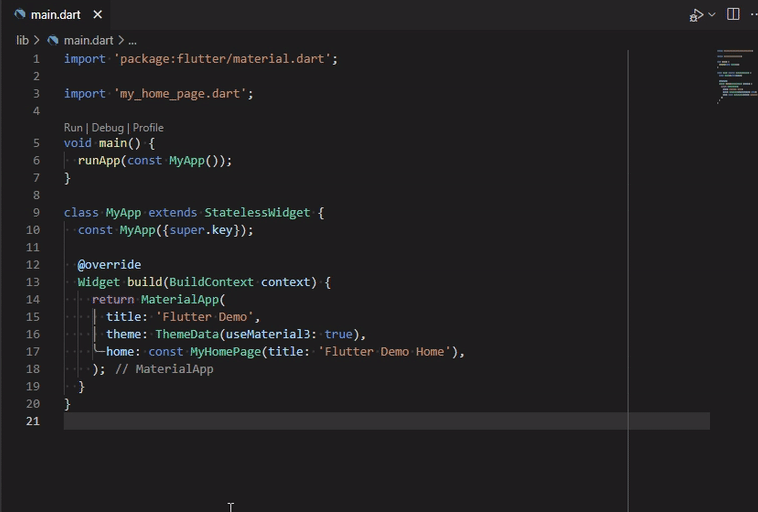 main.dart
lib > main.dart > ...
1 import 'package:flutter/material.dart';
2
3 import 'my_home_page.dart';
4
Run | Debug | Profile
5 void main() {
6   runApp(const MyApp());
7 }
8
9 class MyApp extends StatelessWidget {
10   const MyApp({super.key});
11
12   @override
13   Widget build(BuildContext context) {
14     return MaterialApp(
15       title: 'Flutter Demo',
16       theme: ThemeData(useMaterial3: true),
17       home: const MyHomePage(title: 'Flutter Demo Home'),
18     ); // MaterialApp
19   }
20 }
21